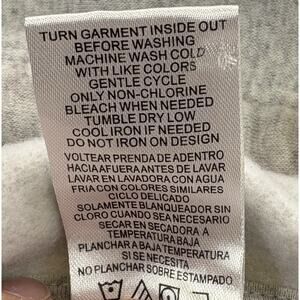 TURN GARMENT INSIDE OUT
BEFORE WASHING
MACHINE WASH COLD
WITH LIKE COLORS
GENTLE CYCLE
ONLY NON-CHLORINE
BLEACH WHEN NEEDED
TUMBLE DRY LOW
COOL IRON IF NEEDED
DO NOT IRON ON DESIGN
VOLTEAR PRENDA DE ADENTRO
HACIA AFUERA ANTES DE LAVAR
LAVAR EN LAVADORA CON AGUA
FRIA CON COLORES SIMILARES
CICLO DELICADO
SOLAMENTE BLANQUEADOR SIN
CLORO CUANDO SEA NECESARIO
SECAR EN SECADORA A
TEMPERATURA BAJA
PLANCHAR A BAJA TEMPERATURA
SI ES NECESARIO
NO PLANCHAR SOBRE ESTAMPADO